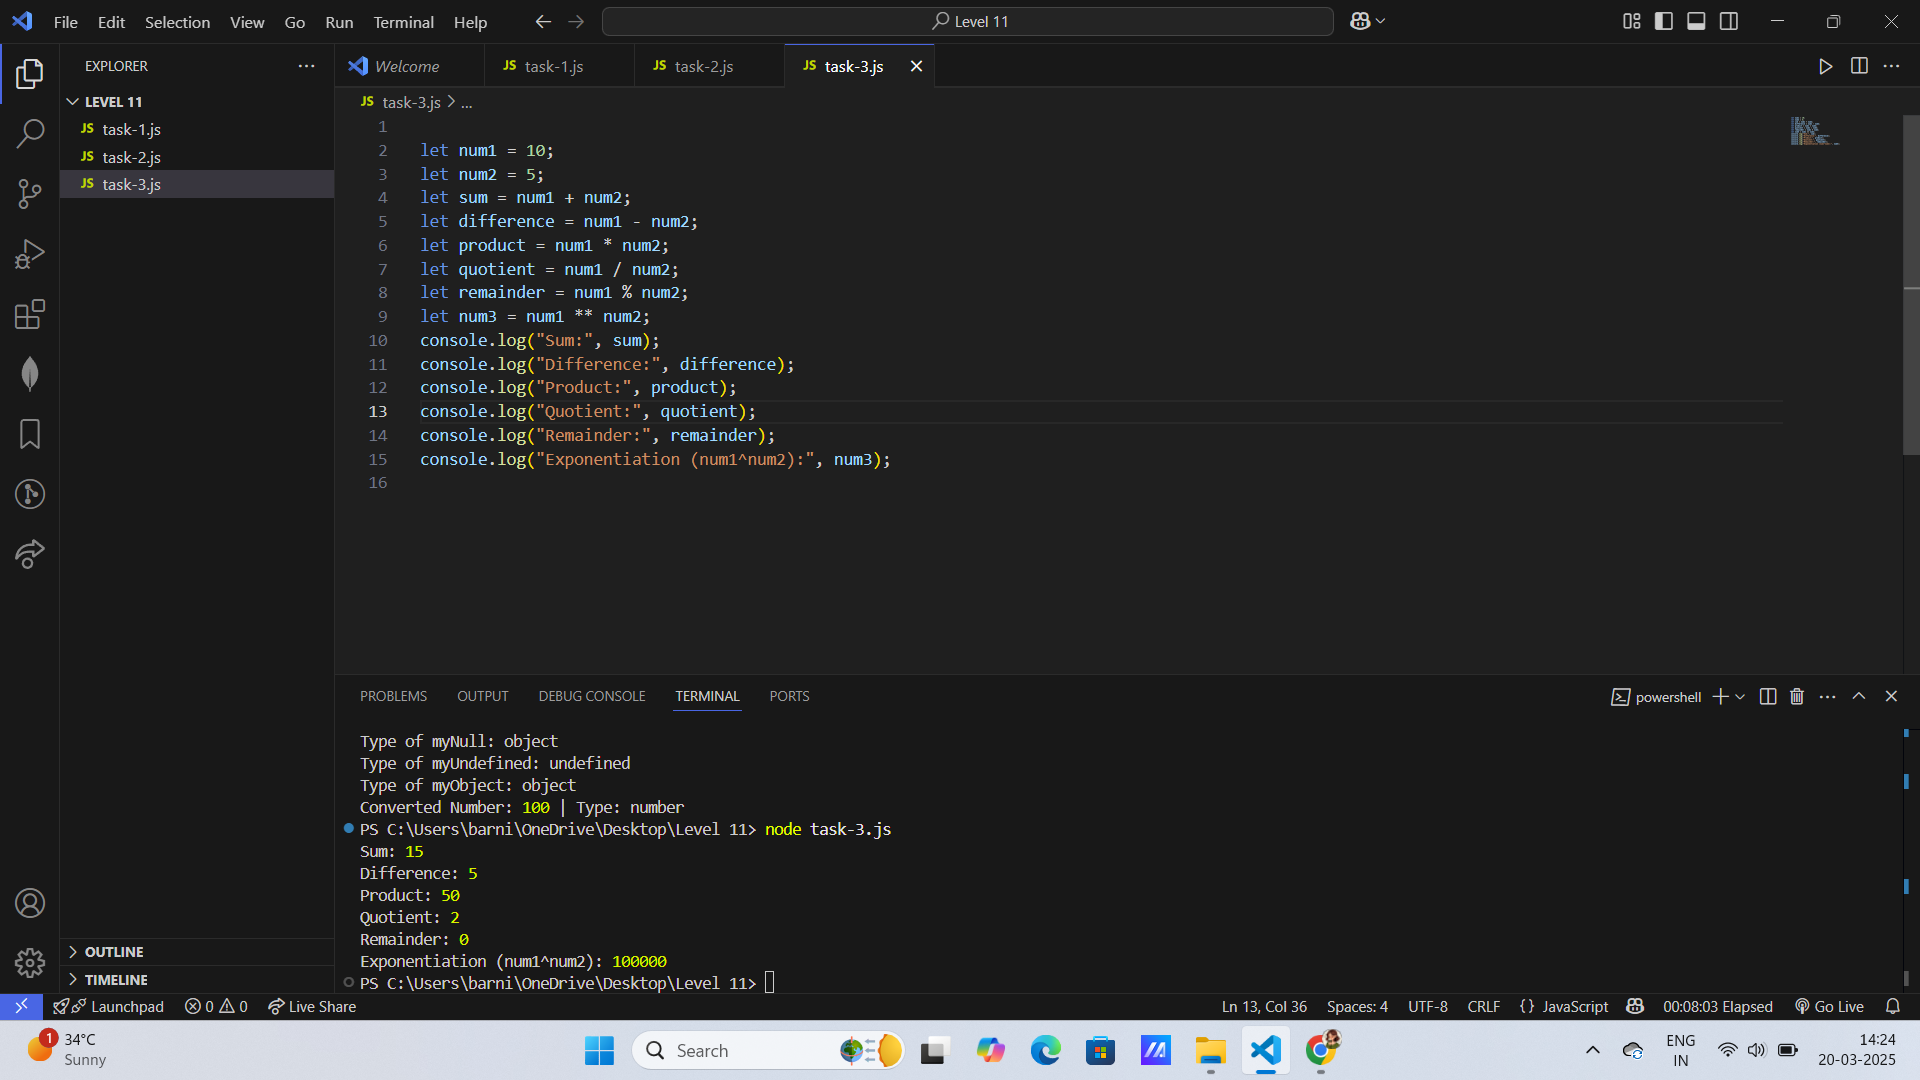 File Edit Selection View Go Run Terminal Help
Level 11
EXPLORER
LEVEL 11
JS task-1.js
JS task-2.js
JS task-3.js
OUTLINE
TIMELINE
Welcome
JS task-1.js
JS task-2.js
JS task-3.js
JS task-3.js > ...
1
2 let num1 = 10;
3 let num2 = 5;
4 let sum = num1 + num2;
5 let difference = num1 - num2;
6 let product = num1 * num2;
7 let quotient = num1 / num2;
8 let remainder = num1 % num2;
9 let num3 = num1 ** num2;
10 console.log("Sum:", sum);
11 console.log("Difference:", difference);
12 console.log("Product:", product);
13 console.log("Quotient:", quotient);
14 console.log("Remainder:", remainder);
15 console.log("Exponentiation (num1^num2):", num3);
16
PROBLEMS OUTPUT DEBUG CONSOLE TERMINAL PORTS
powershell
Type of myNull: object
Type of myUndefined: undefined
Type of myObject: object
Converted Number: 100 | Type: number
PS C:\Users\barni\OneDrive\Desktop\Level 11> node task-3.js
Sum: 15
Difference: 5
Product: 50
Quotient: 2
Remainder: 0
Exponentiation (num1^num2): 100000
PS C:\Users\barni\OneDrive\Desktop\Level 11>
Launchpad 0 0 Live Share
Ln 13, Col 36 Spaces: 4 UTF-8 CRLF {} JavaScript 00:08:03 Elapsed Go Live
1
34°C
Sunny
Search
ENG
IN
14:24
20-03-2025